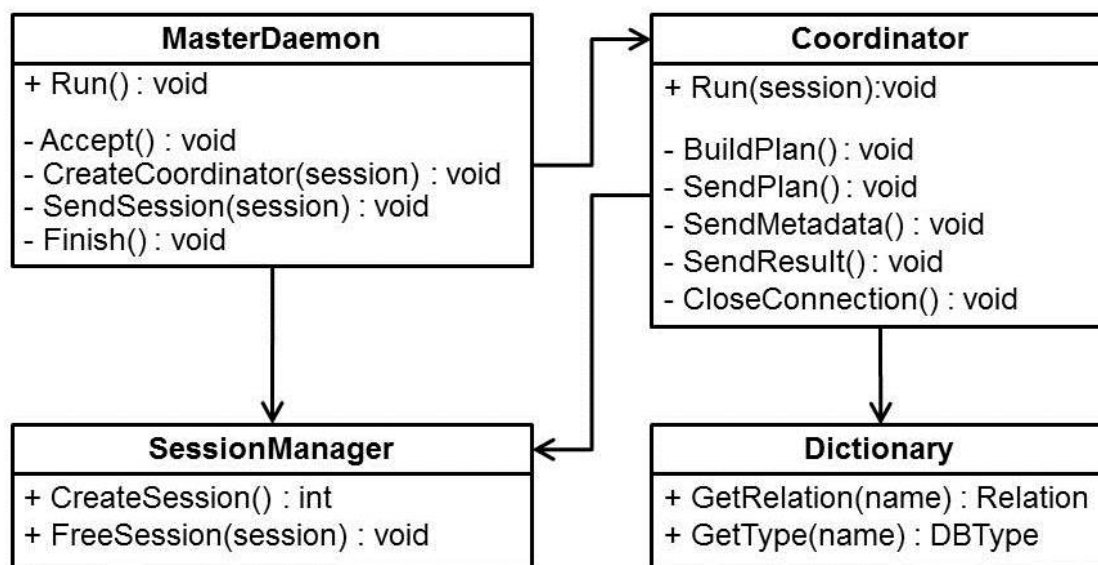 MasterDaemon
+ Run() : void
- Accept() : void
- CreateCoordinator(session) : void
- SendSession(session) : void
- Finish() : void
Coordinator
+ Run(session):void
- BuildPlan() : void
- SendPlan() : void
- SendMetadata() : void
- SendResult() : void
- CloseConnection() : void
SessionManager
+ CreateSession() : int
+ FreeSession(session) : void
Dictionary
+ GetRelation(name) : Relation
+ GetType(name) : DBType